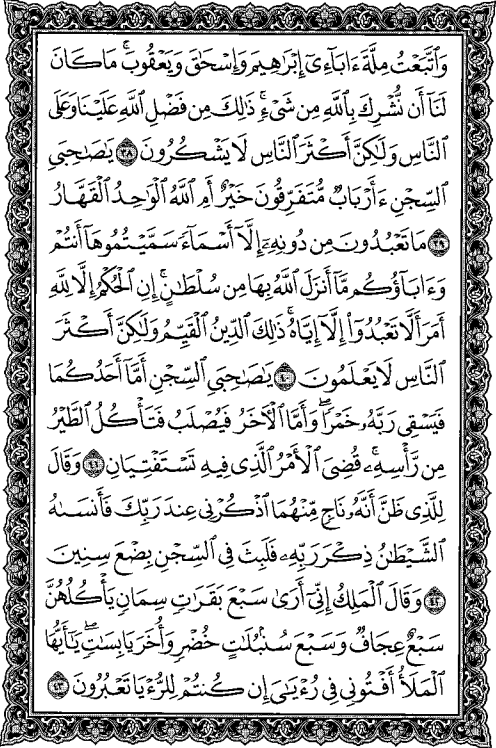 وَٱتَّبَعْتُ مِلَّةَ ءَابَآءِىٓ إِبْرَٰهِيمَ وَإِسْحَٰقَ وَيَعْقُوبَ ۚ مَا كَانَ
لَنَآ أَن نُّشْرِكَ بِٱللَّهِ مِن شَىْءٍ ۚ ذَٰلِكَ مِن فَضْلِ ٱللَّهِ عَلَيْنَا وَعَلَى
ٱلنَّاسِ وَلَٰكِنَّ أَكْثَرَ ٱلنَّاسِ لَا يَشْكُرُونَ ٣٨ يَٰصَٰحِبَىِ
ٱلسِّجْنِ ءَأَرْبَابٌ مُّتَفَرِّقُونَ خَيْرٌ أَمِ ٱللَّهُ ٱلْوَٰحِدُ ٱلْقَهَّارُ
٣٩ مَا تَعْبُدُونَ مِن دُونِهِۦٓ إِلَّآ أَسْمَآءً سَمَّيْتُمُوهَآ أَنتُمْ
وَءَابَآؤُكُم مَّآ أَنزَلَ ٱللَّهُ بِهَا مِن سُلْطَٰنٍ ۚ إِنِ ٱلْحُكْمُ إِلَّا لِلَّهِ
أَمَرَ أَلَّا تَعْبُدُوٓا۟ إِلَّآ إِيَّاهُ ۚ ذَٰلِكَ ٱلدِّينُ ٱلْقَيِّمُ وَلَٰكِنَّ أَكْثَرَ
ٱلنَّاسِ لَا يَعْلَمُونَ ٤٠ يَٰصَٰحِبَىِ ٱلسِّجْنِ أَمَّآ أَحَدُكُمَا
فَيَسْقِى رَبَّهُۥ خَمْرًا ۖ وَأَمَّا ٱلْءَاخَرُ فَيُصْلَبُ فَتَأْكُلُ ٱلطَّيْرُ
مِن رَّأْسِهِۦ ۚ قُضِىَ ٱلْأَمْرُ ٱلَّذِى فِيهِ تَسْتَفْتِيَانِ ٤١ وَقَالَ
لِلَّذِى ظَنَّ أَنَّهُۥ نَاجٍ مِّنْهُمَا ٱذْكُرْنِى عِندَ رَبِّكَ فَأَنسَىٰهُ
ٱلشَّيْطَٰنُ ذِكْرَ رَبِّهِۦ فَلَبِثَ فِى ٱلسِّجْنِ بِضْعَ سِنِينَ
٤٢ وَقَالَ ٱلْمَلِكُ إِنِّىٓ أَرَىٰ سَبْعَ بَقَرَٰتٍ سِمَانٍ يَأْكُلُهُنَّ
سَبْعٌ عِجَافٌ وَسَبْعَ سُنۢبُلَٰتٍ خُضْرٍ وَأُخَرَ يَابِسَٰتٍ ۖ يَٰٓأَيُّهَا
ٱلْمَلَأُ أَفْتُونِى فِى رُءْيَٰىَ إِن كُنتُمْ لِلرُّءْيَا تَعْبُرُونَ ٤٣